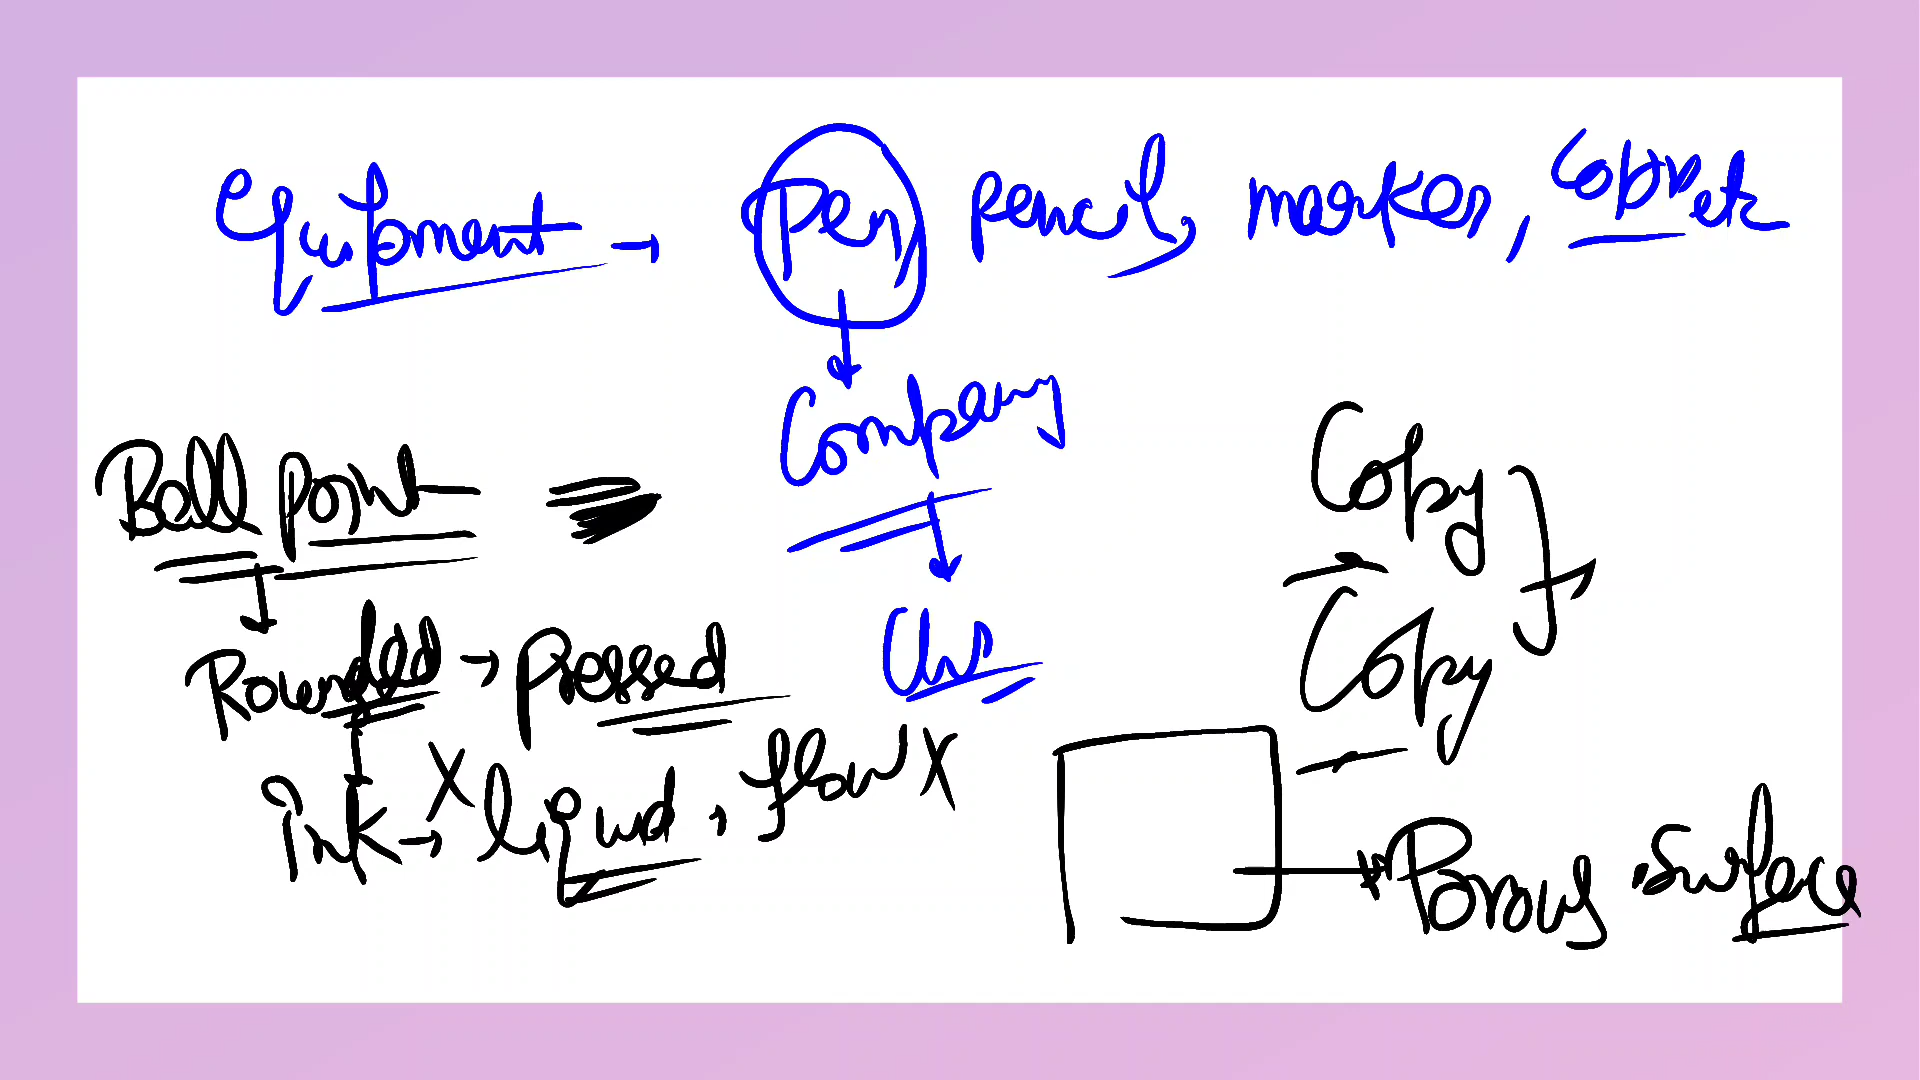 Equipment → Pen, pencil, marker, etc
Company
Ball point
Copy
Rounded → pressed
Copy
ink → X liquid, flow X
Porous surface